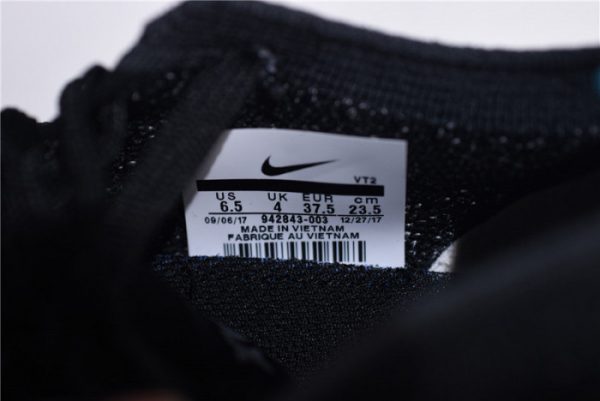 VT2
US UK EUR cm
6.5 4 37.5 23.5
09/06/17 942843-003 12/27/17
MADE IN VIETNAM
FABRIQUE AU VIETNAM